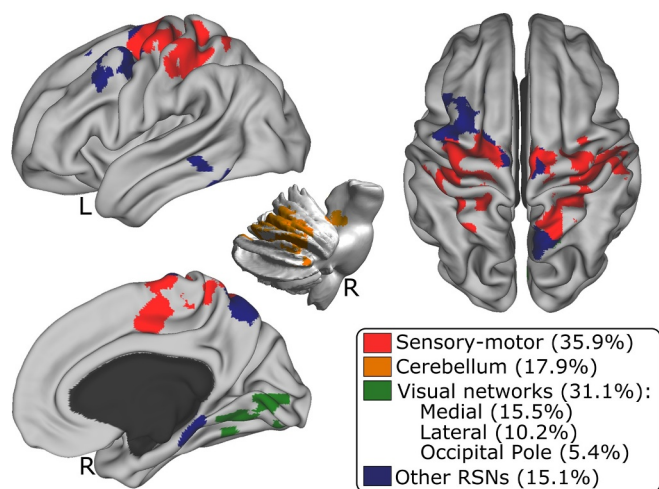 L
R
R
Sensory-motor (35.9%)
Cerebellum (17.9%)
Visual networks (31.1%):
Medial (15.5%)
Lateral (10.2%)
Occipital Pole (5.4%)
Other RSNs (15.1%)